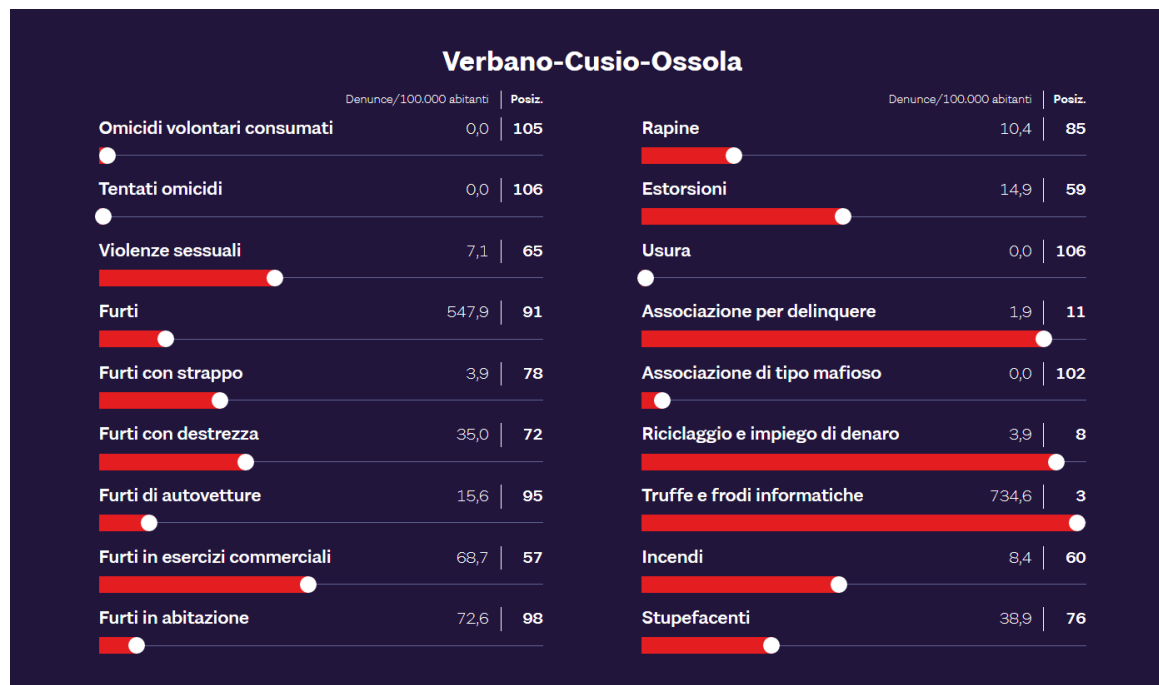 Verbano-Cusio-Ossola
Denunce/100.000 abitanti Posiz.
Omicidi volontari consumati 0,0 105
Tentati omicidi 0,0 106
Violenze sessuali 7,1 65
Furti 547,9 91
Furti con strappo 3,9 78
Furti con destrezza 35,0 72
Furti di autovetture 15,6 95
Furti in esercizi commerciali 68,7 57
Furti in abitazione 72,6 98
Denunce/100.000 abitanti Posiz.
Rapine 10,4 85
Estorsioni 14,9 59
Usura 0,0 106
Associazione per delinquere 1,9 11
Associazione di tipo mafioso 0,0 102
Riciclaggio e impiego di denaro 3,9 8
Truffe e frodi informatiche 734,6 3
Incendi 8,4 60
Stupefacenti 38,9 76